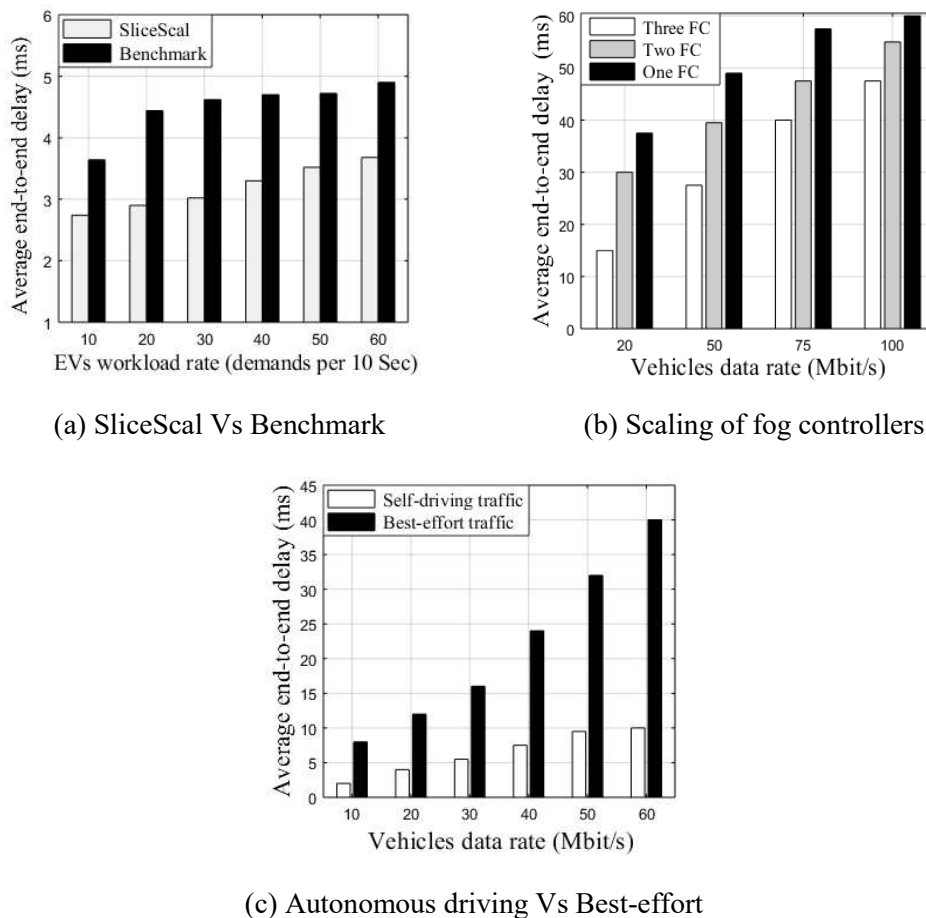 6
5
4
3
2
1
Average end-to-end delay (ms)
SliceScal
Benchmark
10 20 30 40 50 60
EVs workload rate (demands per 10 Sec)
(a) SliceScal Vs Benchmark
60
50
40
30
20
10
0
Average end-to-end delay (ms)
Three FC
Two FC
One FC
20 50 75 100
Vehicles data rate (Mbit/s)
(b) Scaling of fog controllers
45
40
35
30
25
20
15
10
5
0
Average end-to-end delay (ms)
Self-driving traffic
Best-effort traffic
10 20 30 40 50 60
Vehicles data rate (Mbit/s)
(c) Autonomous driving Vs Best-effort